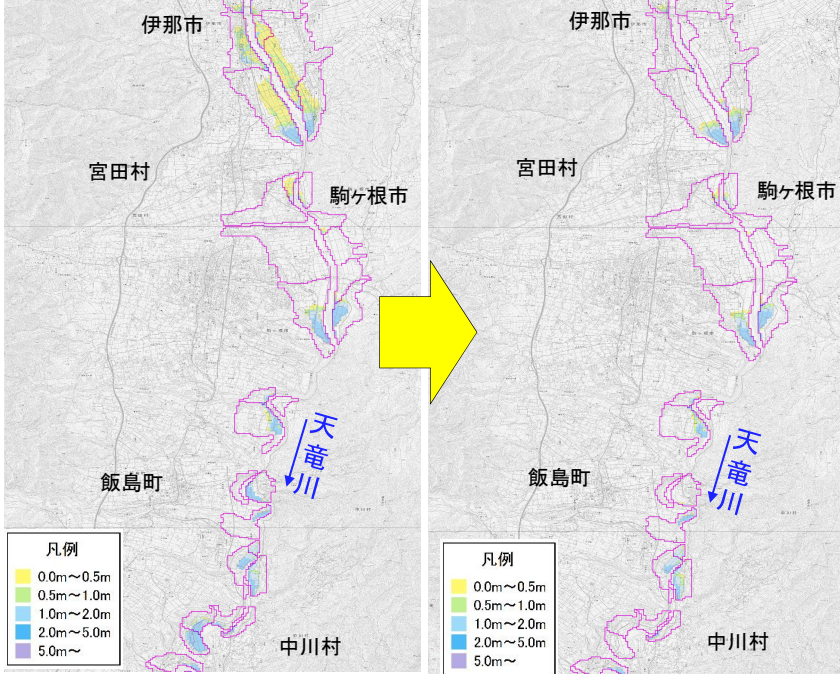 伊那市
宮田村
駒ヶ根市
天竜川
飯島町
中川村
凡例
0.0m～0.5m
0.5m～1.0m
1.0m～2.0m
2.0m～5.0m
5.0m～
伊那市
宮田村
駒ヶ根市
天竜川
飯島町
中川村
凡例
0.0m～0.5m
0.5m～1.0m
1.0m～2.0m
2.0m～5.0m
5.0m～